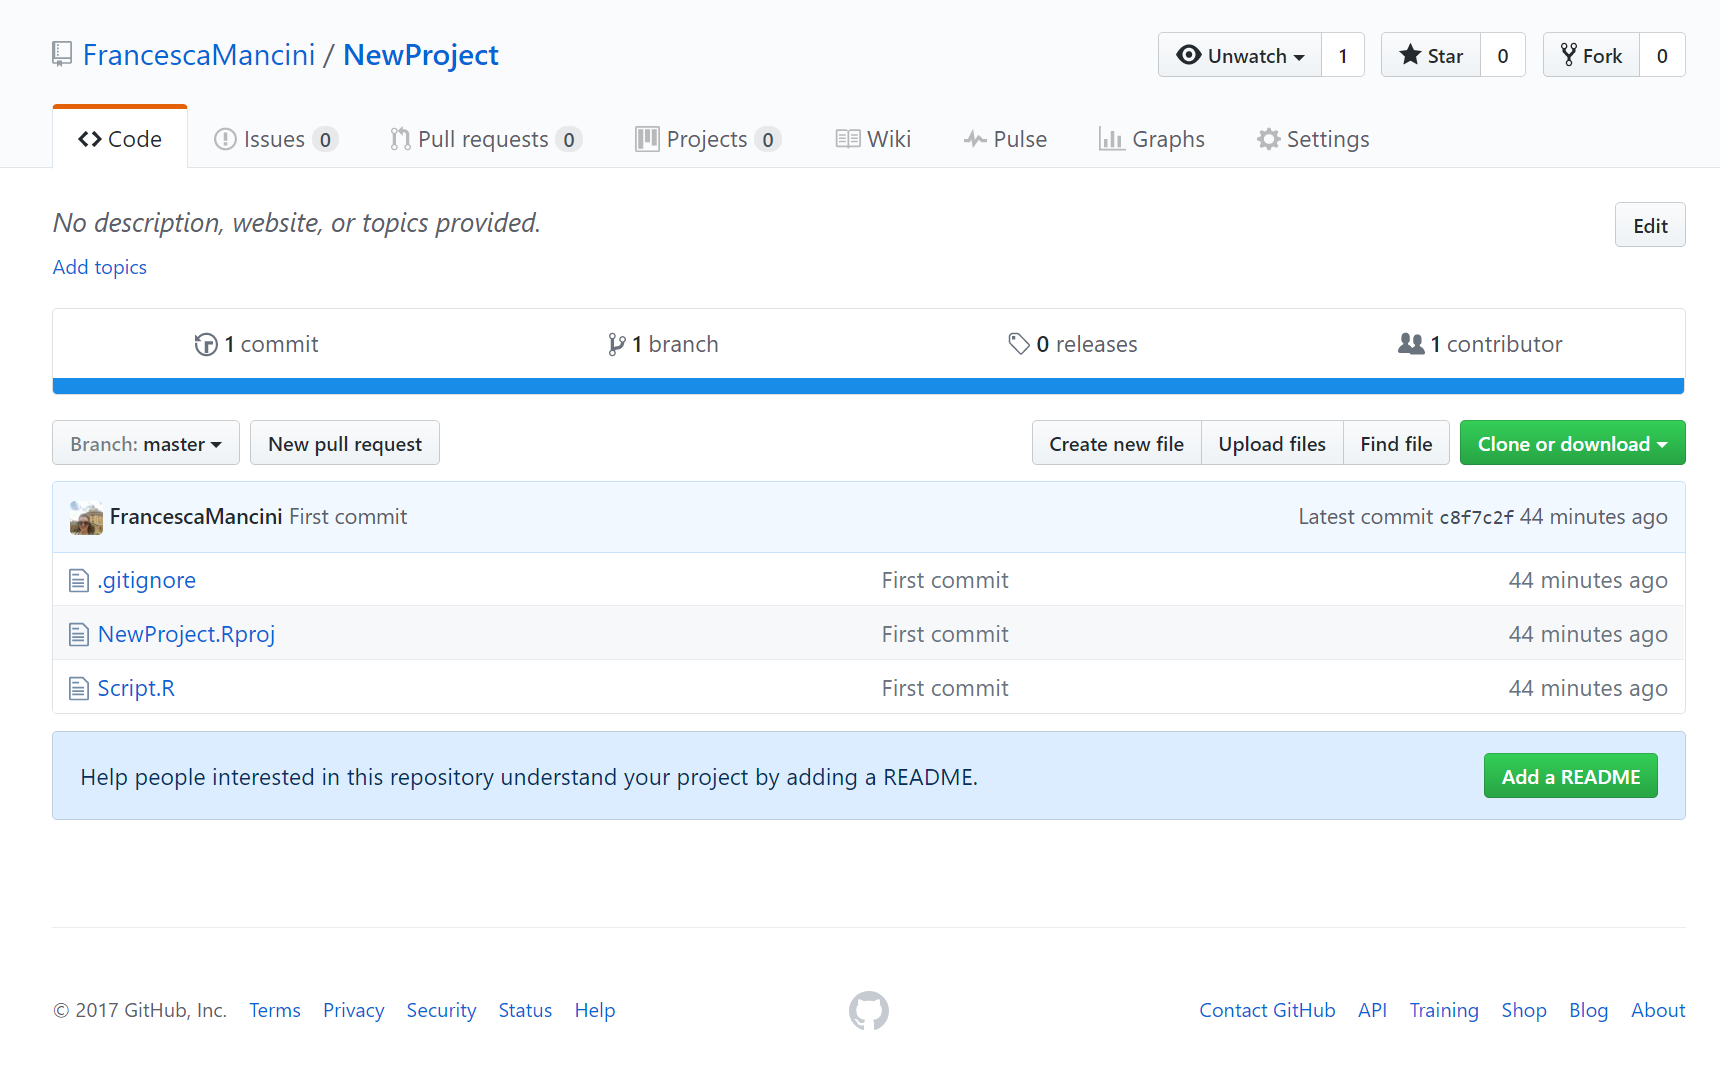 FrancescaMancini / NewProject Unwatch 1 Star 0 Fork 0
Code Issues 0 Pull requests 0 Projects 0 Wiki Pulse Graphs Settings
No description, website, or topics provided. Edit
Add topics
1 commit 1 branch 0 releases 1 contributor
Branch: master New pull request Create new file Upload files Find file Clone or download
FrancescaMancini First commit Latest commit c8f7c2f 44 minutes ago
.gitignore First commit 44 minutes ago
NewProject.Rproj First commit 44 minutes ago
Script.R First commit 44 minutes ago
Help people interested in this repository understand your project by adding a README. Add a README
© 2017 GitHub, Inc. Terms Privacy Security Status Help Contact GitHub API Training Shop Blog About